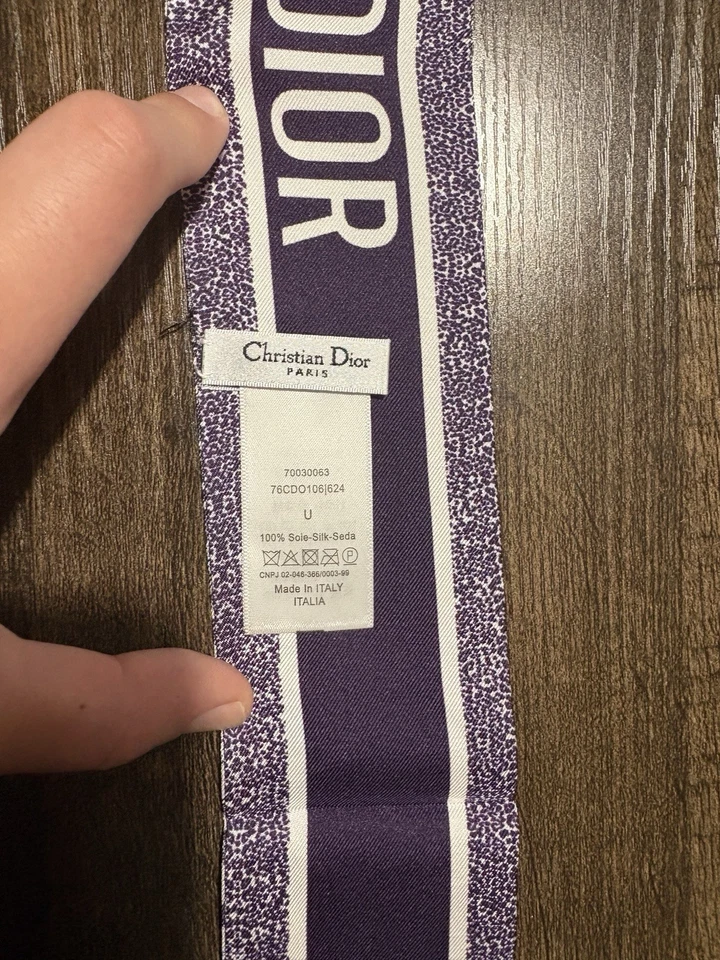 DIOR
Christian Dior
PARIS
70030063
76CDO106|624
U
100% Soie-Silk-Seda
P
CNPJ 02-048-366/0003-99
Made In ITALY
ITALIA